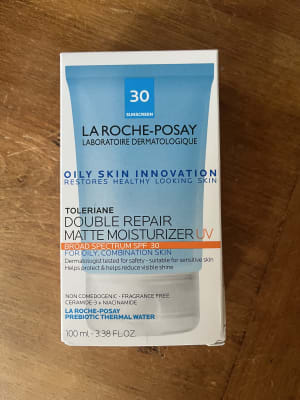 30
SUNSCREEN
LA ROCHE-POSAY
LABORATOIRE DERMATOLOGIQUE
OILY SKIN INNOVATION
RESTORES HEALTHY LOOKING SKIN
TOLERIANE
DOUBLE REPAIR
MATTE MOISTURIZER UV
BROAD SPECTRUM SPF 30
FOR OILY, COMBINATION SKIN
Dermatologist tested for safety - suitable for sensitive skin
Helps protect & helps reduce visible shine
NON COMEDOGENIC - FRAGRANCE FREE
CERAMIDE-3 + NIACINAMIDE
LA ROCHE-POSAY
PREBIOTIC THERMAL WATER
100 ml - 3.38 FL.OZ.